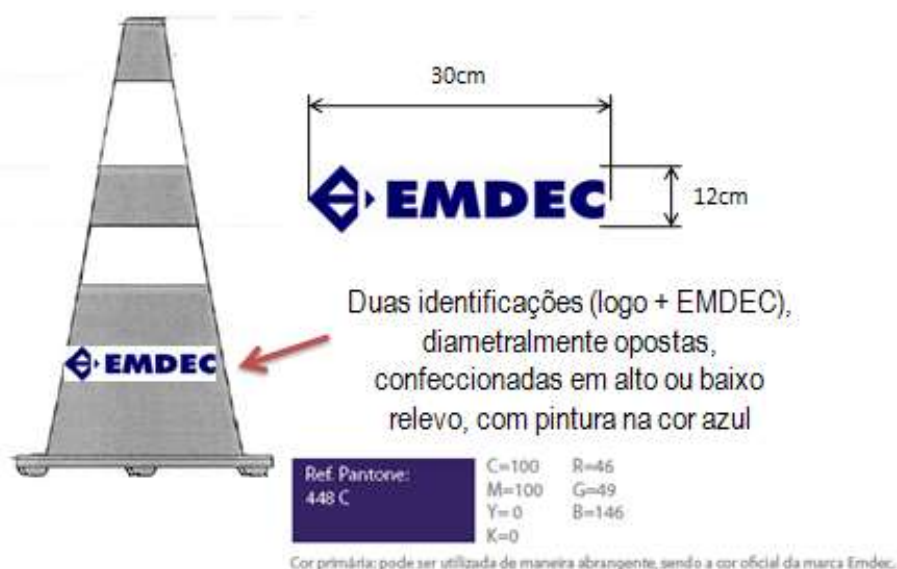 30cm
EMDEC
12cm
Duas identificações (logo + EMDEC),
diametralmente opostas,
confeccionadas em alto ou baixo
relevo, com pintura na cor azul
EMDEC
Ref. Pantone:
448 C
C=100 R=46
M=100 G=49
Y= 0 B=146
K=0
Cor primária: pode ser utilizada de maneira abrangente, sendo a cor oficial da marca Emdec.